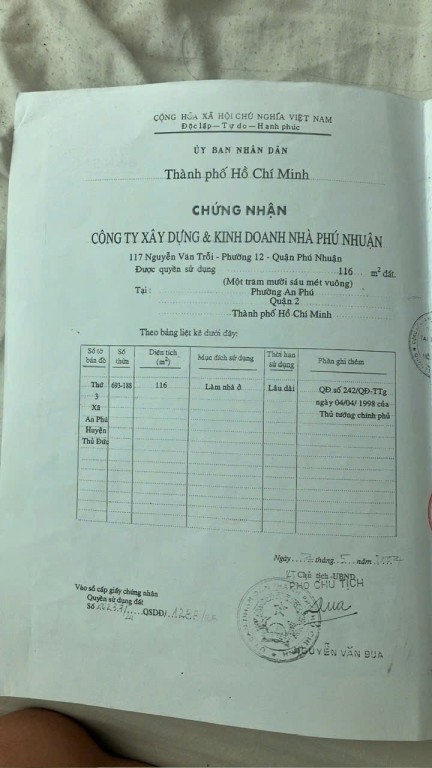 CỘNG HÒA XÃ HỘI CHỦ NGHĨA VIỆT NAM
Độc lập — Tự do — Hạnh phúc
ỦY BAN NHÂN DÂN
Thành phố Hồ Chí Minh
CHỨNG NHẬN
CÔNG TY XÂY DỰNG & KINH DOANH NHÀ PHÚ NHUẬN
117 Nguyễn Văn Trỗi - Phường 12 - Quận Phú Nhuận
Được quyền sử dụng 116 m² đất.
(Một trăm mười sáu mét vuông)
Tại: Phường An Phú
Quận 2
Thành phố Hồ Chí Minh
Theo bảng liệt kê dưới đây:
Số tờ bản đồ Số thửa Diện tích (m²) Mục đích sử dụng Thời hạn sử dụng Phần ghi thêm
Thứ 693-188 116 Làm nhà ở Lâu dài QĐ số 242/QĐ-TTg
3 ngày 04/04/1998 của
Xã Thủ tướng chính phủ
An Phú
Huyện
Thủ Đức
Ngày tháng 5 năm
KT Chủ tịch UBND
PHÓ CHỦ TỊCH
Vào sổ cấp giấy chứng nhận
Quyền sử dụng đất
Số QSDĐ/
NGUYỄN VĂN ĐUA